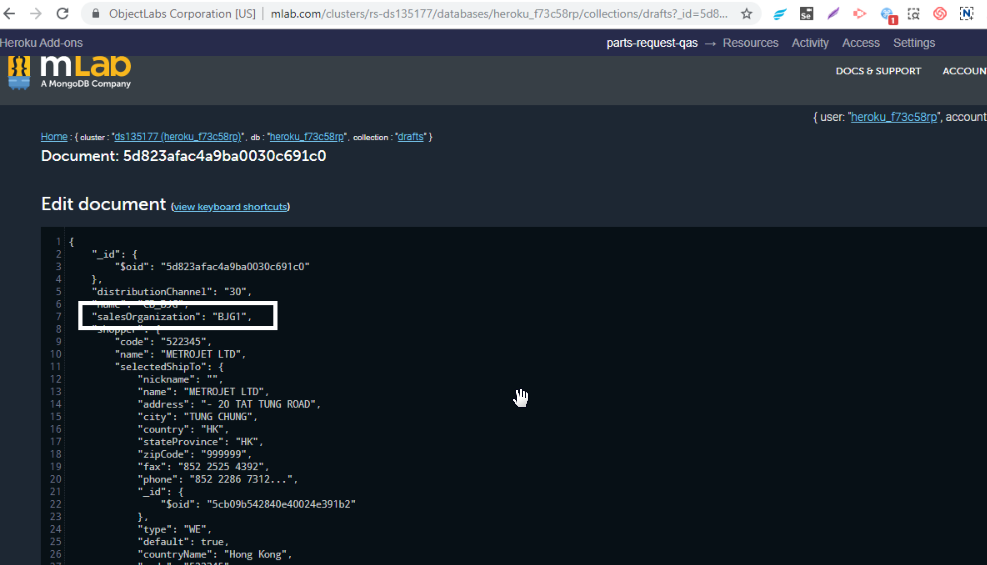 ObjectLabs Corporation [US] | mlab.com/clusters/rs-ds135177/databases/heroku_f73c58rp/collections/drafts?_id=5d8...
Se
1
N
Heroku Add-ons
parts-request-qas → Resources Activity Access Settings
mLab
A MongoDB Company
DOCS & SUPPORT ACCOUN
{ user: "heroku_f73c58rp", account
Home : { cluster : "ds135177 (heroku_f73c58rp)", db : "heroku_f73c58rp", collection : "drafts" }
Document: 5d823afac4a9ba0030c691c0
Edit document (view keyboard shortcuts)
1 {
2 "_id": {
3 "$oid": "5d823afac4a9ba0030c691c0"
4 },
5 "distributionChannel": "30",
6 "name": "CB_BJG",
7 "salesOrganization": "BJG1",
8 "shopper": {
9 "code": "522345",
10 "name": "METROJET LTD",
11 "selectedShipTo": {
12 "nickname": "",
13 "name": "METROJET LTD",
14 "address": "- 20 TAT TUNG ROAD",
15 "city": "TUNG CHUNG",
16 "country": "HK",
17 "stateProvince": "HK",
18 "zipCode": "999999",
19 "fax": "852 2525 4392",
20 "phone": "852 2286 7312...",
21 "_id": {
22 "$oid": "5cb09b542840e40024e391b2"
23 },
24 "type": "WE",
25 "default": true,
26 "countryName": "Hong Kong",